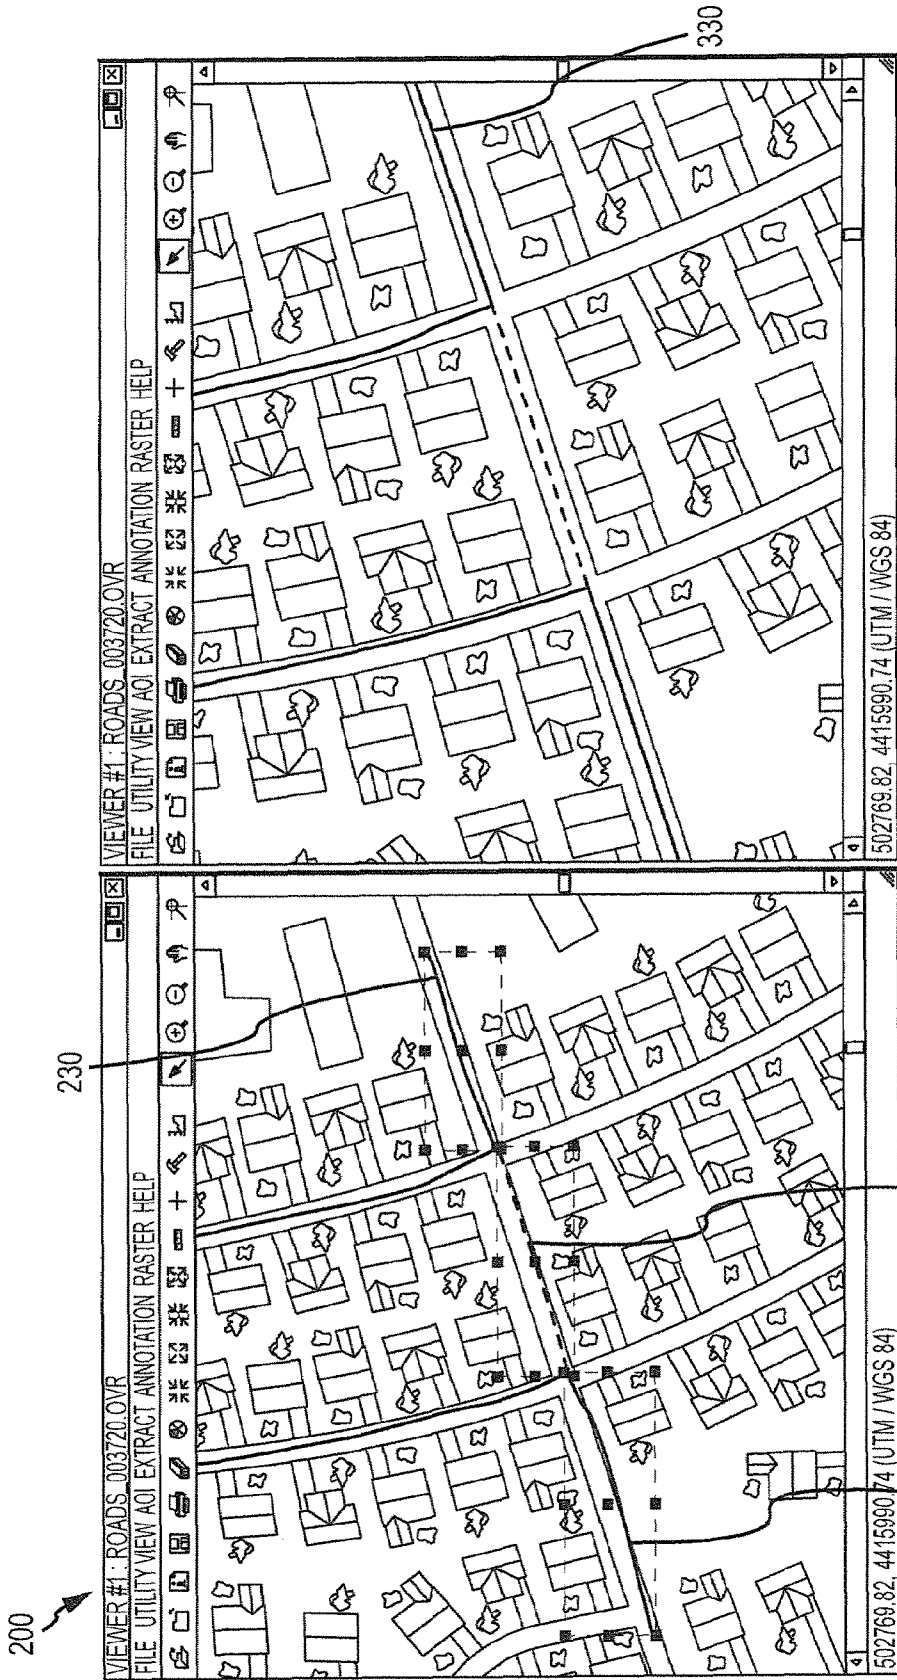 200
230
330
VIEWER #1 : ROADS_003720.OVR
FILE UTILITY VIEW AOI EXTRACT ANNOTATION RASTER HELP
502769.82, 4415990.74 (UTM / WGS 84)
VIEWER #1 : ROADS_003720.OVR
FILE UTILITY VIEW AOI EXTRACT ANNOTATION RASTER HELP
502769.82, 4415990.74 (UTM / WGS 84)